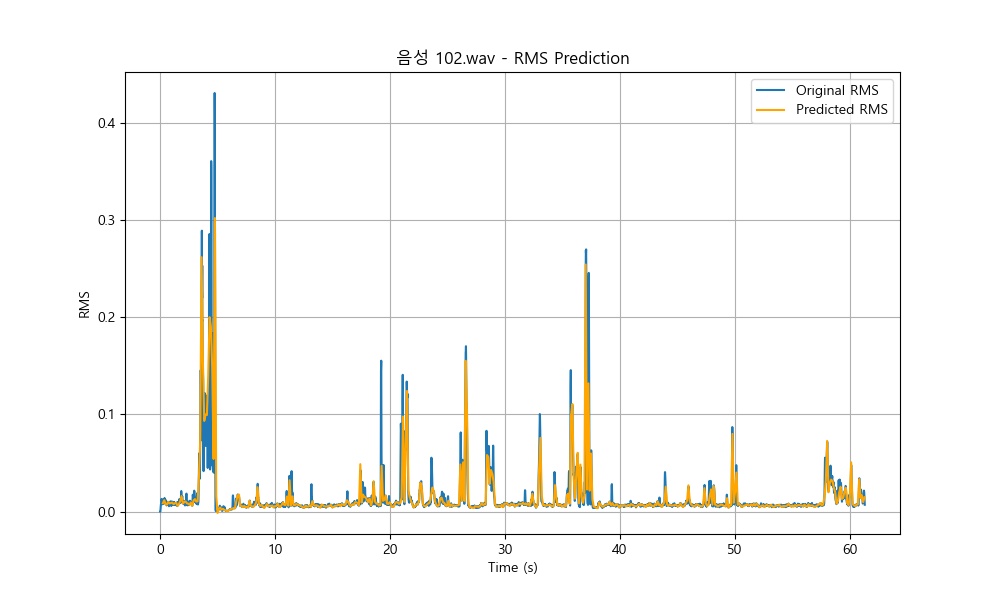 음성 102.wav - RMS Prediction
Original RMS
Predicted RMS
RMS
0.4
0.3
0.2
0.1
0.0
0 10 20 30 40 50 60
Time (s)